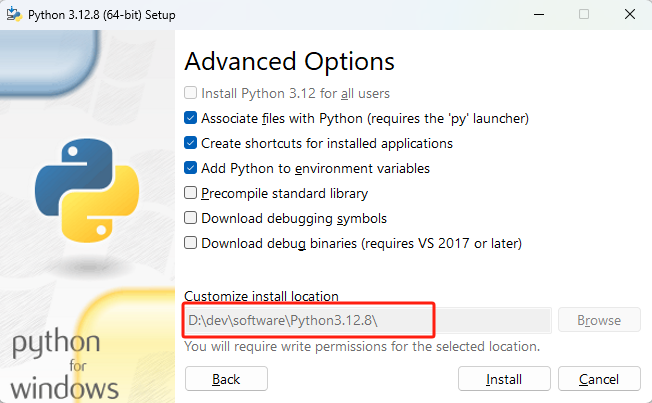 Python 3.12.8 (64-bit) Setup
Advanced Options
Install Python 3.12 for all users
Associate files with Python (requires the 'py' launcher)
Create shortcuts for installed applications
Add Python to environment variables
Precompile standard library
Download debugging symbols
Download debug binaries (requires VS 2017 or later)
Customize install location
D:\dev\software\Python3.12.8\
Browse
You will require write permissions for the selected location.
python
for
windows
Back
Install
Cancel